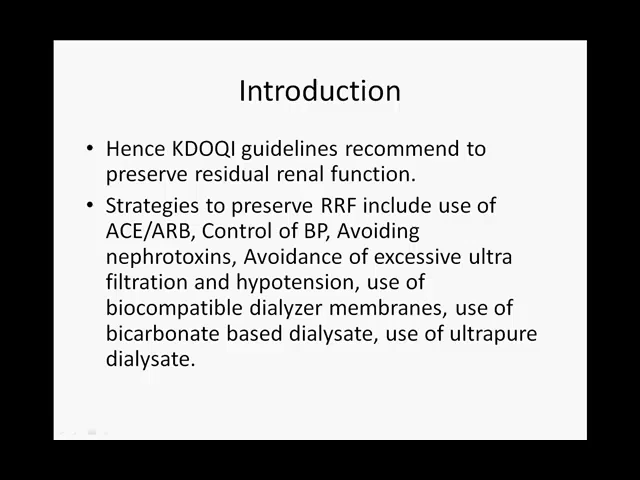 Introduction
• Hence KDOQI guidelines recommend to
preserve residual renal function.
• Strategies to preserve RRF include use of
ACE/ARB, Control of BP, Avoiding
nephrotoxins, Avoidance of excessive ultra
filtration and hypotension, use of
biocompatible dialyzer membranes, use of
bicarbonate based dialysate, use of ultrapure
dialysate.